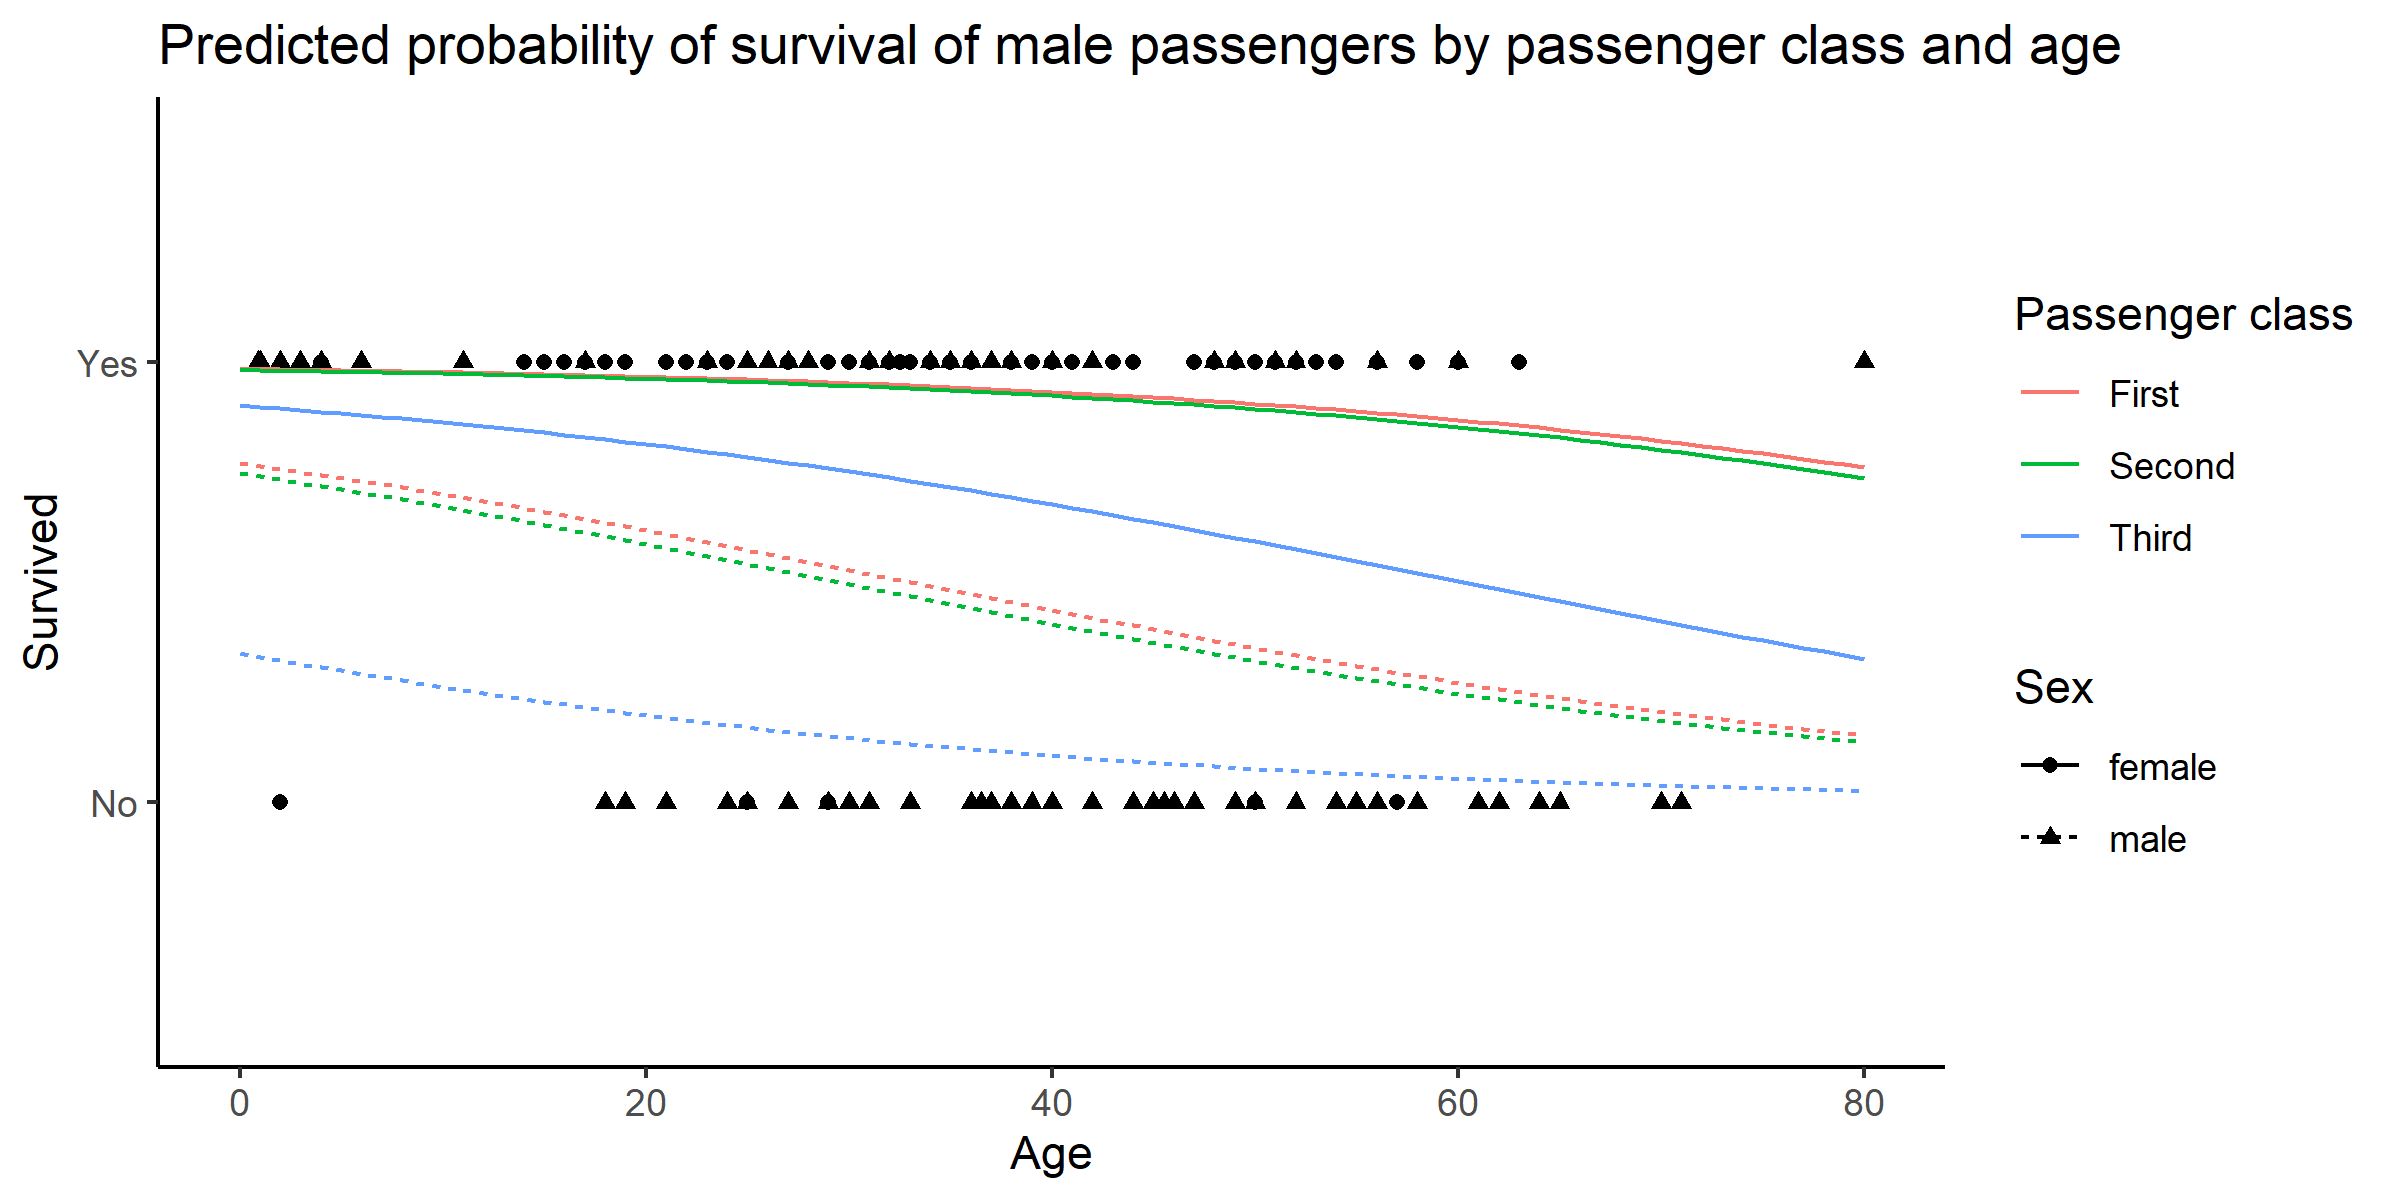 Predicted probability of survival of male passengers by passenger class and age
Survived
Yes
No
0
20
40
60
80
Age
Passenger class
First
Second
Third
Sex
female
male